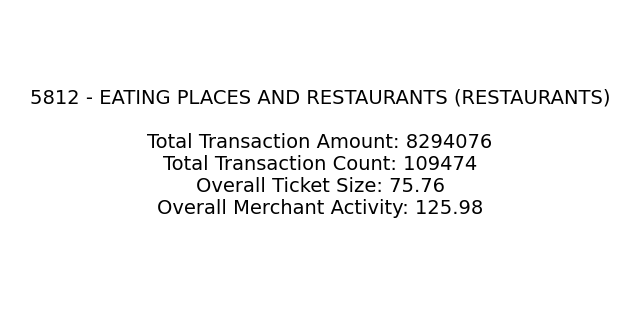 5812 - EATING PLACES AND RESTAURANTS (RESTAURANTS)
Total Transaction Amount: 8294076
Total Transaction Count: 109474
Overall Ticket Size: 75.76
Overall Merchant Activity: 125.98